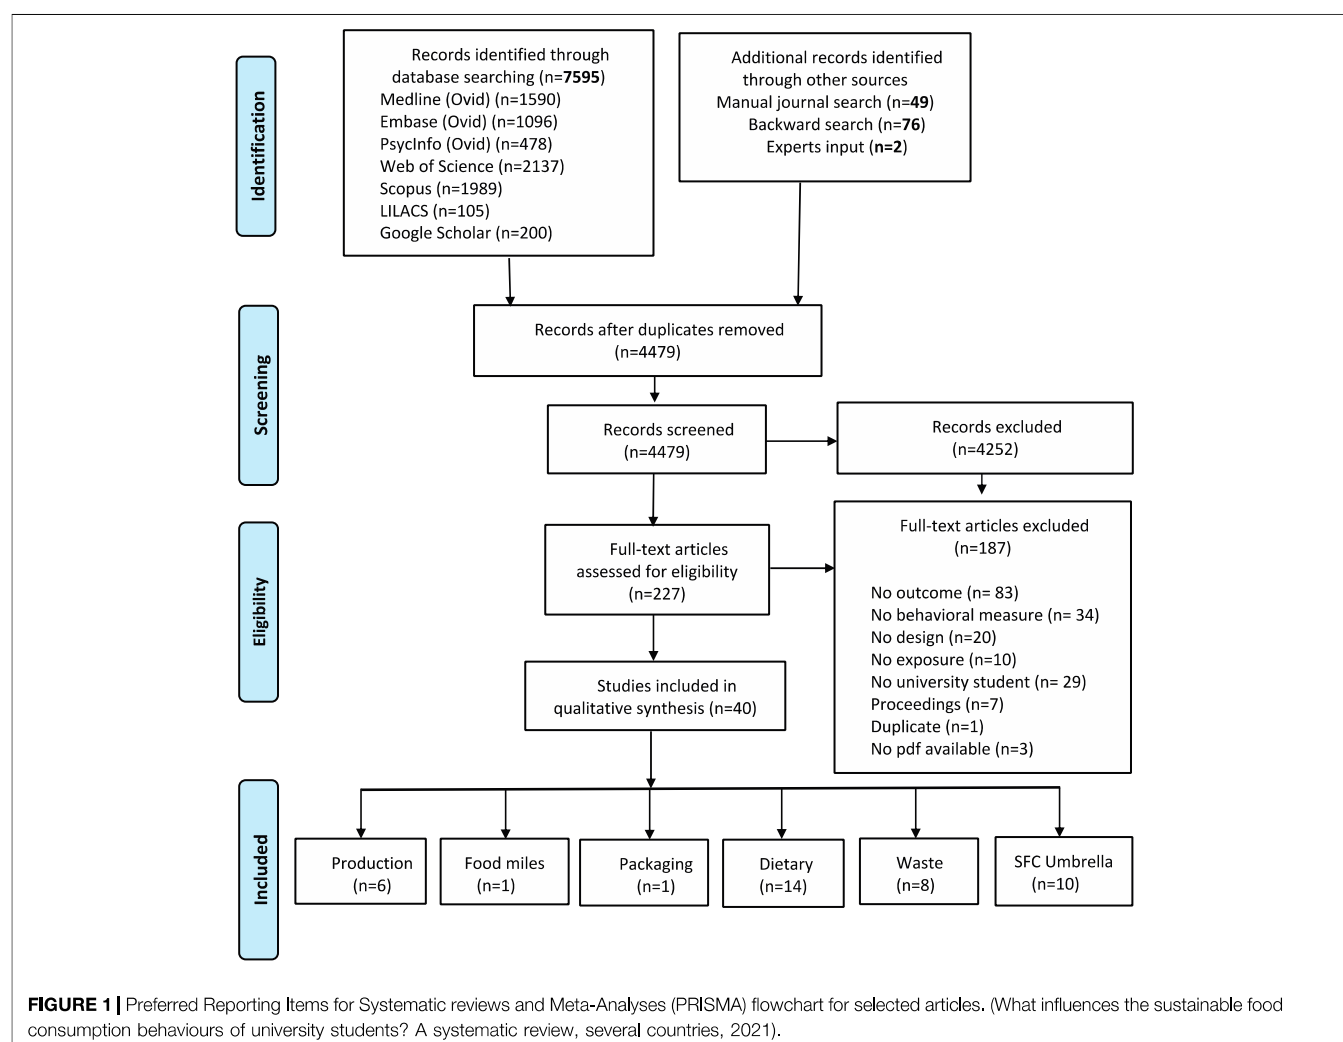 Identification
Records identified through
database searching (n=7595)
Medline (Ovid) (n=1590)
Embase (Ovid) (n=1096)
PsycInfo (Ovid) (n=478)
Web of Science (n=2137)
Scopus (n=1989)
LILACS (n=105)
Google Scholar (n=200)
Additional records identified
through other sources
Manual journal search (n=49)
Backward search (n=76)
Experts input (n=2)
Screening
Records after duplicates removed
(n=4479)
Records screened
(n=4479)
Records excluded
(n=4252)
Eligibility
Full-text articles
assessed for eligibility
(n=227)
Full-text articles excluded
(n=187)
No outcome (n= 83)
No behavioral measure (n= 34)
No design (n=20)
No exposure (n=10)
No university student (n= 29)
Proceedings (n=7)
Duplicate (n=1)
No pdf available (n=3)
Studies included in
qualitative synthesis (n=40)
Included
Production
(n=6)
Food miles
(n=1)
Packaging
(n=1)
Dietary
(n=14)
Waste
(n=8)
SFC Umbrella
(n=10)
FIGURE 1 | Preferred Reporting Items for Systematic reviews and Meta-Analyses (PRISMA) flowchart for selected articles. (What influences the sustainable food
consumption behaviours of university students? A systematic review, several countries, 2021).